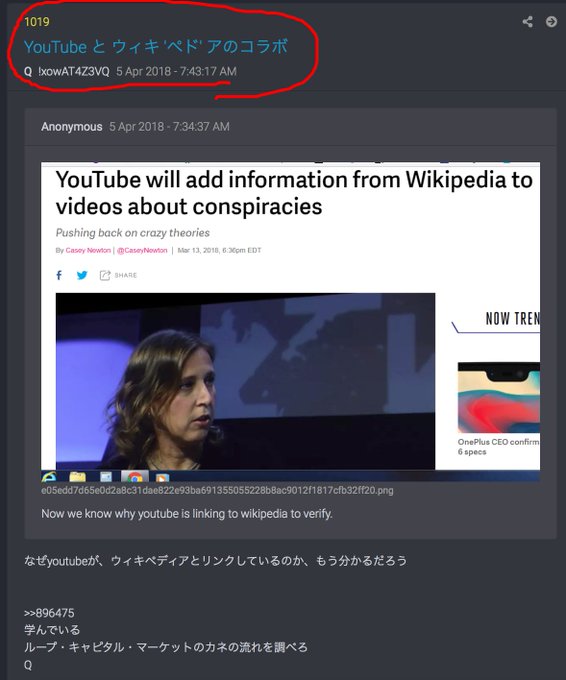 1019
YouTube と ウィキ 'ペド' アのコラボ
Q !xowAT4Z3VQ 5 Apr 2018 - 7:43:17 AM
Anonymous 5 Apr 2018 - 7:34:37 AM
YouTube will add information from Wikipedia to
videos about conspiracies
Pushing back on crazy theories
By Casey Newton | @CaseyNewton | Mar 13, 2018, 6:36pm EDT
SHARE
NOW TREN
OnePlus CEO confirm
6 specs
e05edd7d65e0d2a8c31dae822e93ba691355055228b8ac9012f1817cfb32ff20.png
Now we know why youtube is linking to wikipedia to verify.
なぜyoutubeが、ウィキペディアとリンクしているのか、もう分かるだろう
>>896475
学んでいる
ループ・キャピタル・マーケットのカネの流れを調べろ
Q